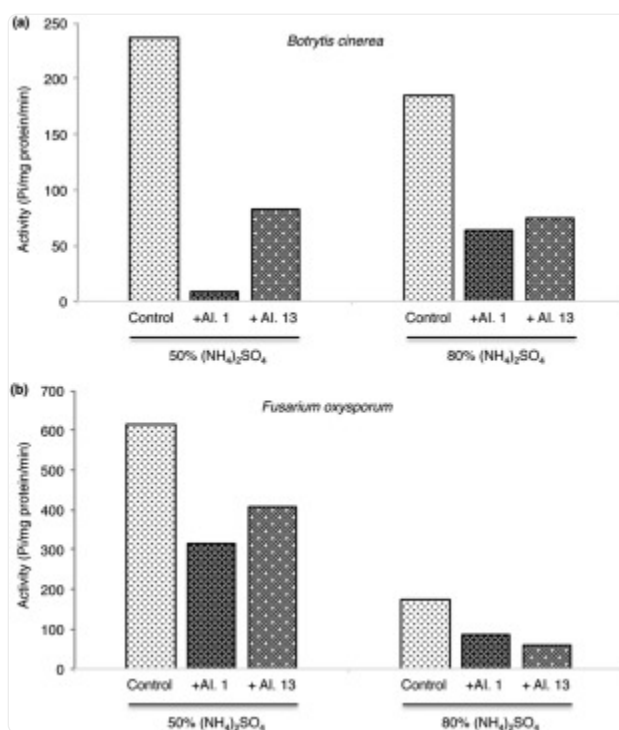 (a)
Botrytis cinerea
Activity (Pi/mg protein/min)
250
200
150
100
50
0
Control +Al. 1 + Al. 13 Control +Al. 1 + Al. 13
50% (NH₄)₂SO₄ 80% (NH₄)₂SO₄
(b)
Fusarium oxysporum
Activity (Pi/mg protein/min)
700
600
500
400
300
200
100
0
Control +Al. 1 + Al. 13 Control +Al. 1 + Al. 13
50% (NH₄)₂SO₄ 80% (NH₄)₂SO₄